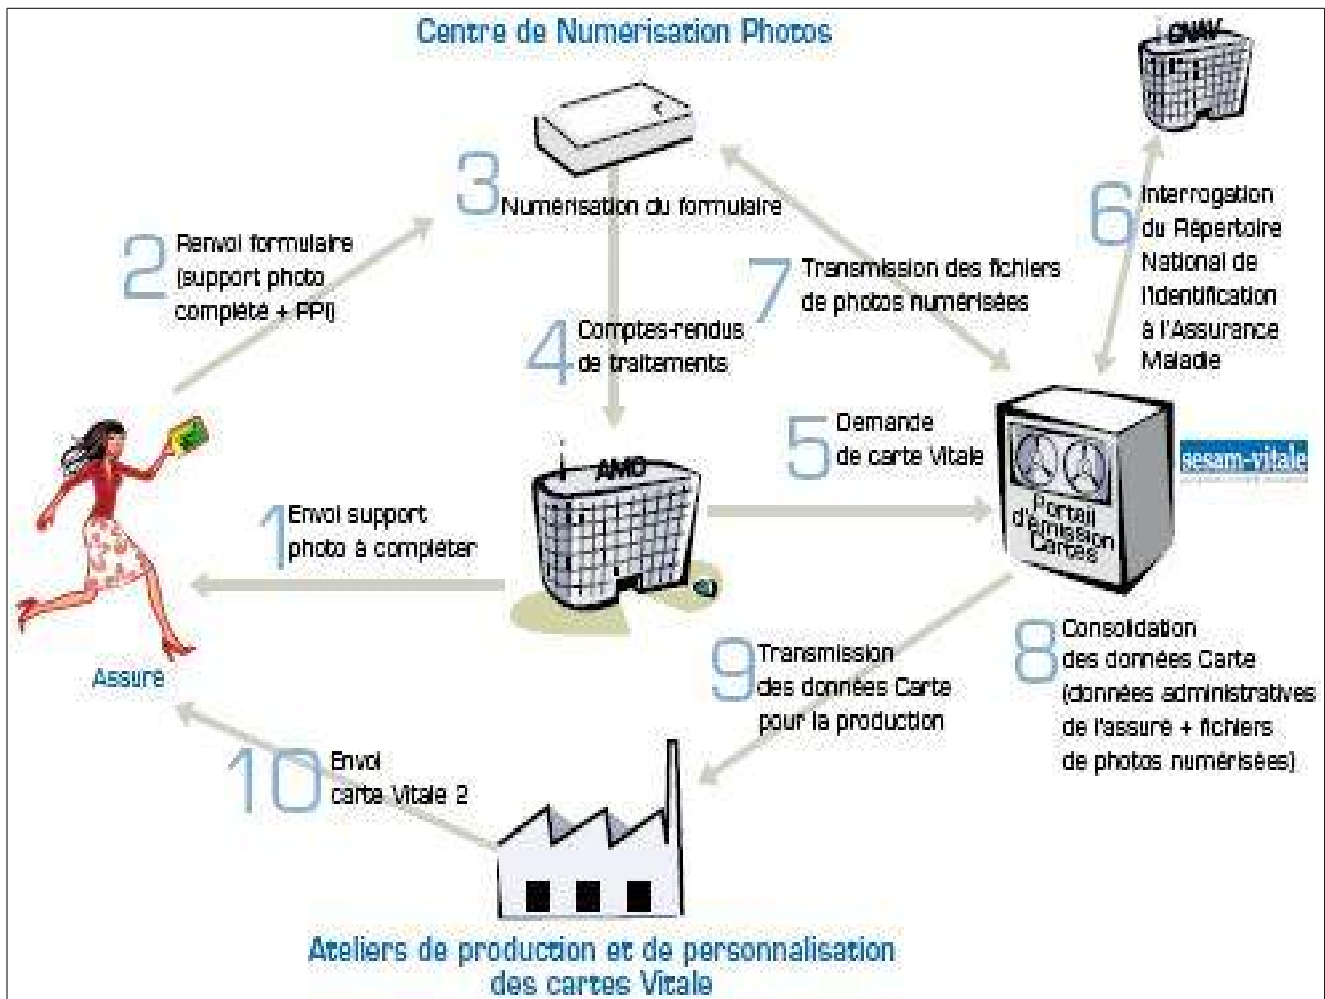 Centre de Numérisation Photos
CNAV
3
Numérisation du formulaire
2
Renvoi formulaire
(support photo
complété + PPI)
6
Interrogation
du Répertoire
National de
l'Identification
à l'Assurance
Maladie
7
Transmission des fichiers
de photos numérisées
4
Comptes-rendus
de traitements
5
Demande
de carte Vitale
AMO
sesam-vitale
Portail
d'émission
Cartes
1
Envoi support
photo à compléter
Assuré
8
Consolidation
des données Carte
(données administratives
de l'assuré + fichiers
de photos numérisées)
9
Transmission
des données Carte
pour la production
10
Envoi
carte Vitale 2
Ateliers de production et de personnalisation
des cartes Vitale